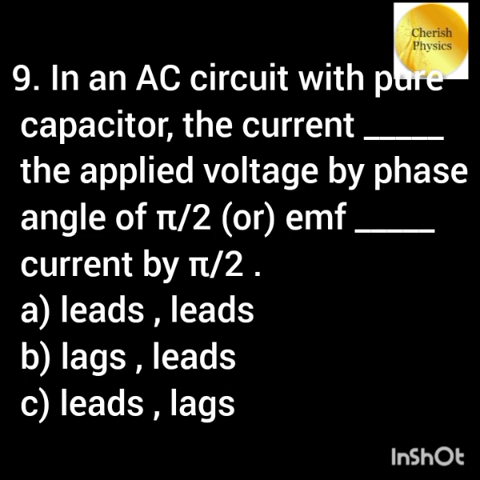 Cherish
Physics
9. In an AC circuit with pure
capacitor, the current _____
the applied voltage by phase
angle of π/2 (or) emf _____
current by π/2 .
a) leads , leads
b) lags , leads
c) leads , lags
InShOt